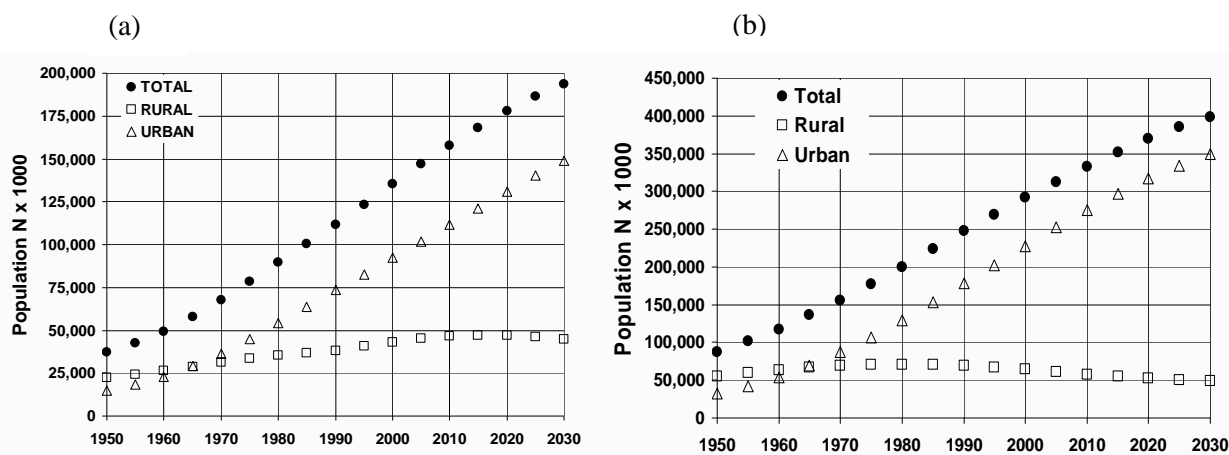 (a)
Population N x 1000
200,000
175,000
150,000
125,000
100,000
75,000
50,000
25,000
0
TOTAL
RURAL
URBAN
1950 1960 1970 1980 1990 2000 2010 2020 2030
(b)
Population N x 1000
450,000
400,000
350,000
300,000
250,000
200,000
150,000
100,000
50,000
0
Total
Rural
Urban
1950 1960 1970 1980 1990 2000 2010 2020 2030